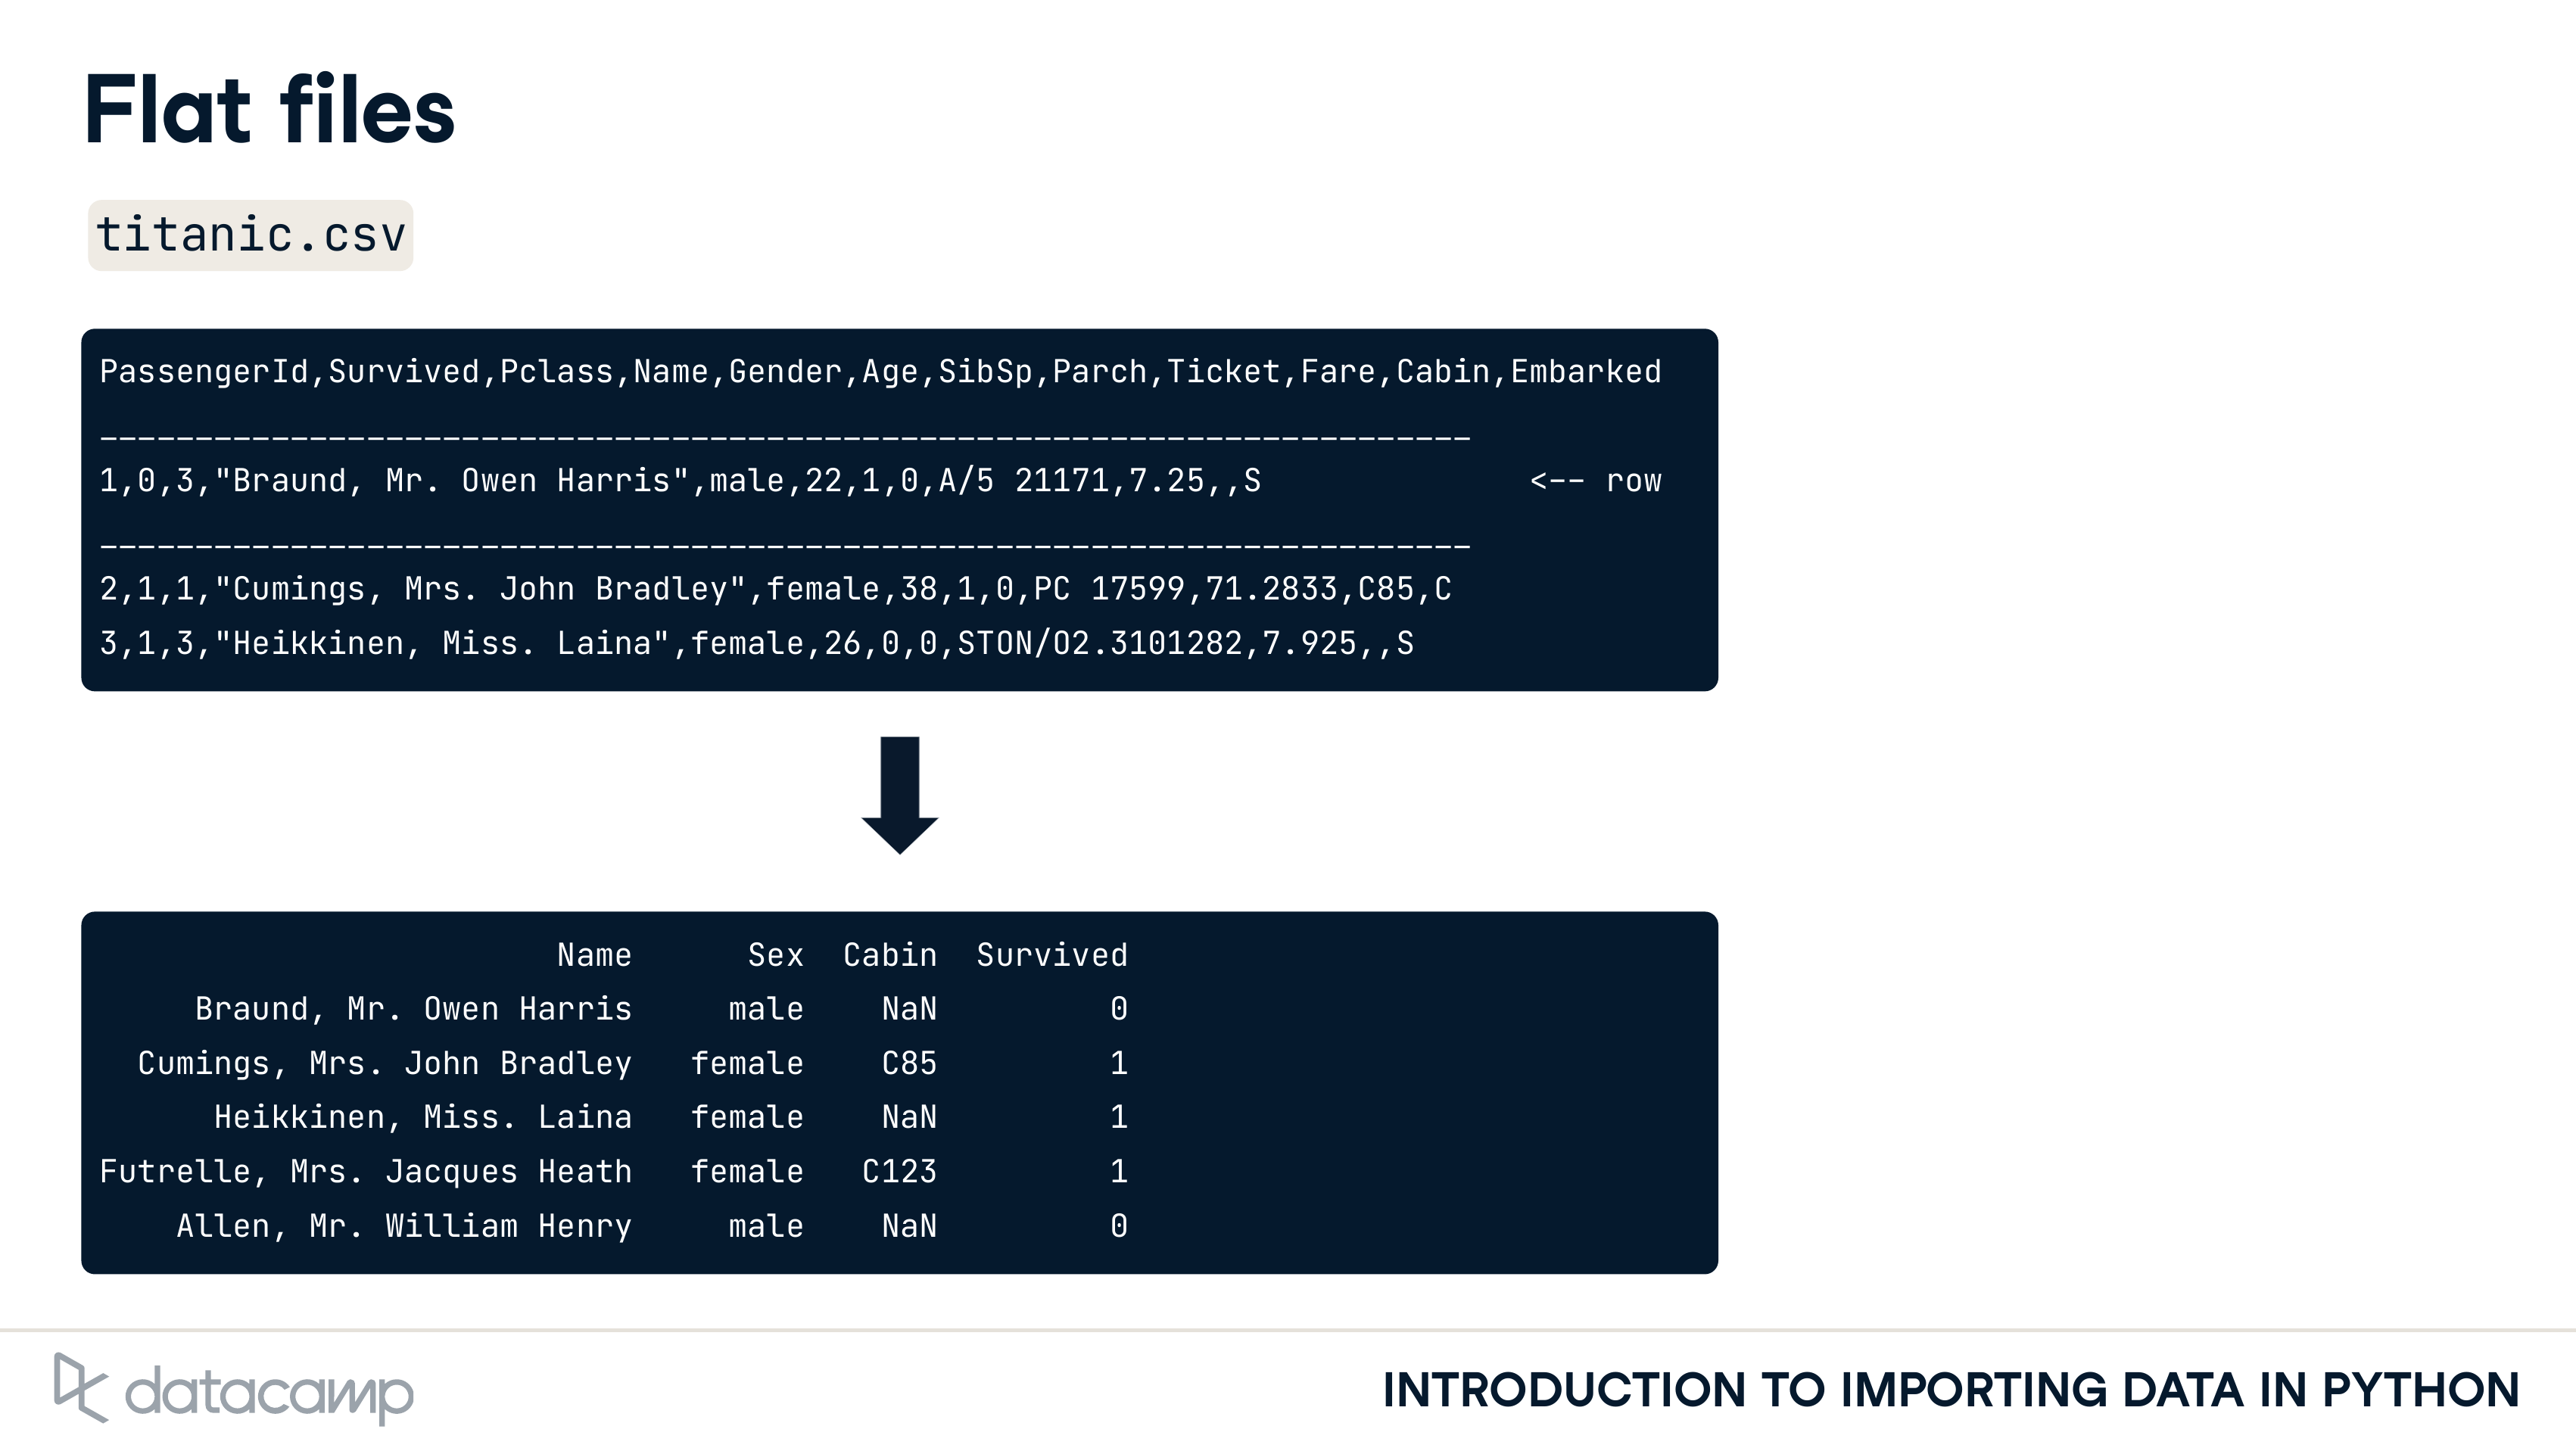 Flat files
titanic.csv
PassengerId,Survived,Pclass,Name,Gender,Age,SibSp,Parch,Ticket,Fare,Cabin,Embarked
________________________________________________________________________
1,0,3,"Braund, Mr. Owen Harris",male,22,1,0,A/5 21171,7.25,,S              <-- row
________________________________________________________________________
2,1,1,"Cumings, Mrs. John Bradley",female,38,1,0,PC 17599,71.2833,C85,C
3,1,3,"Heikkinen, Miss. Laina",female,26,0,0,STON/O2.3101282,7.925,,S
                        Name      Sex  Cabin  Survived
     Braund, Mr. Owen Harris     male    NaN         0
  Cumings, Mrs. John Bradley   female    C85         1
      Heikkinen, Miss. Laina   female    NaN         1
Futrelle, Mrs. Jacques Heath   female   C123         1
    Allen, Mr. William Henry     male    NaN         0
datacamp
INTRODUCTION TO IMPORTING DATA IN PYTHON